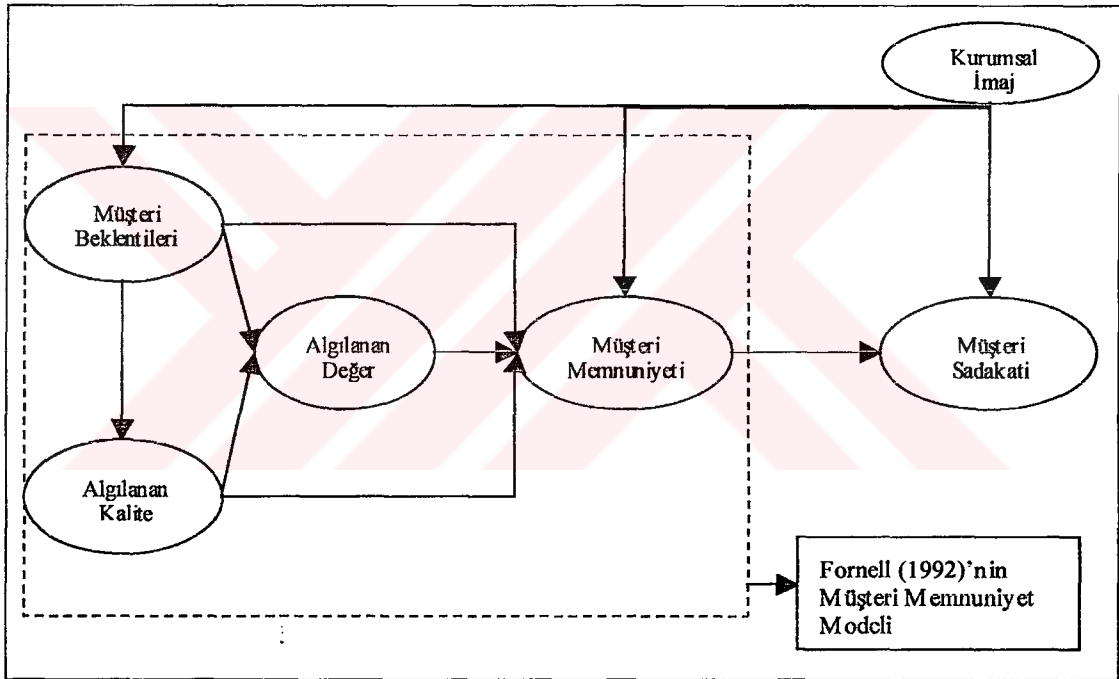 Kurumsal
İmaj
Müşteri
Beklentileri
Algılanan
Değer
Müşteri
Memnuniyeti
Müşteri
Sadakati
Algılanan
Kalite
Fornell (1992)'nin
Müşteri Memnuniyet
Modeli